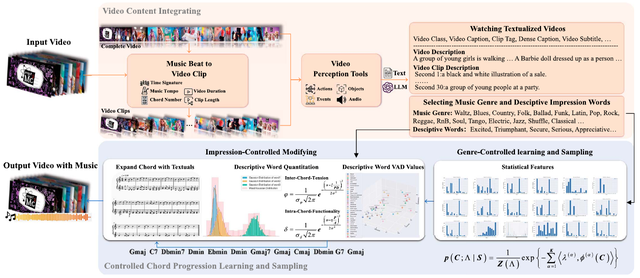 Video Content Integrating
Input Video
Complete Video
Music Beat to
Video Clip
Time Signature
Music Tempo
Video Duration
Chord Number
Clip Length
Video Clips
Video
Perception Tools
Actions
Objects
Events
Audio
Text
LLM
Watching Textualized Videos
Video Class, Video Caption, Clip Tag, Dense Caption, Video Subtitle, …
Video Description
A group of young girls is walking … A Barbie doll dressed up as a person …
Video Clip Description
Second 1:a black and white illustration of a sale.
……
Second 30:a group of young people at a party.
Selecting Music Genre and Desciptive Impression Words
Music Genre: Waltz, Blues, Country, Folk, Ballad, Funk, Latin, Pop, Rock,
Reggae, RnB, Soul, Tango, Electric, Jazz, Shuffle, Classical …
Desciptive Words: Excited, Triumphant, Secure, Serious, Appreciative…
Output Video with Music
Impression-Controlled Modifying
Expand Chord with Textuals
Descriptive Word Quantitation
Inter-Chord-Tension
Intra-Chord-Functionality
Descriptive Word VAD Values
Genre-Controlled learning and Sampling
Statistical Features
Gmaj C7 Dbmin7 Dmin Ebmin Dmin Gmaj7 Gmaj Cmaj Dbmin G7 Gmaj
p(C;Λ|S) = 1/Z(Λ) exp{-∑⟨λ^(a),ϕ^(a)(C)⟩}
Controlled Chord Progression Learning and Sampling